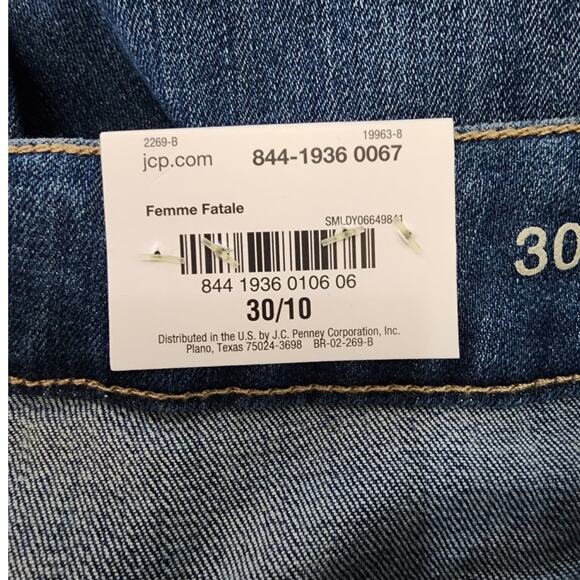 2269-B 19963-8
jcp.com 844-1936 0067
Femme Fatale
SMLDY06649841
844 1936 0106 06
30/10
Distributed in the U.S. by J.C. Penney Corporation, Inc.
Plano, Texas 75024-3698 BR-02-269-B
30